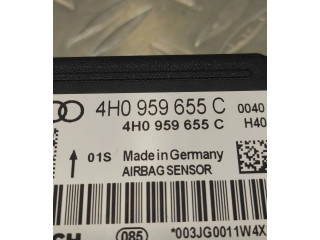 4H0 959 655 C 0040
4H0 959 655 C H40
01S Made in Germany
AIRBAG SENSOR
085 *003JG0011W4X